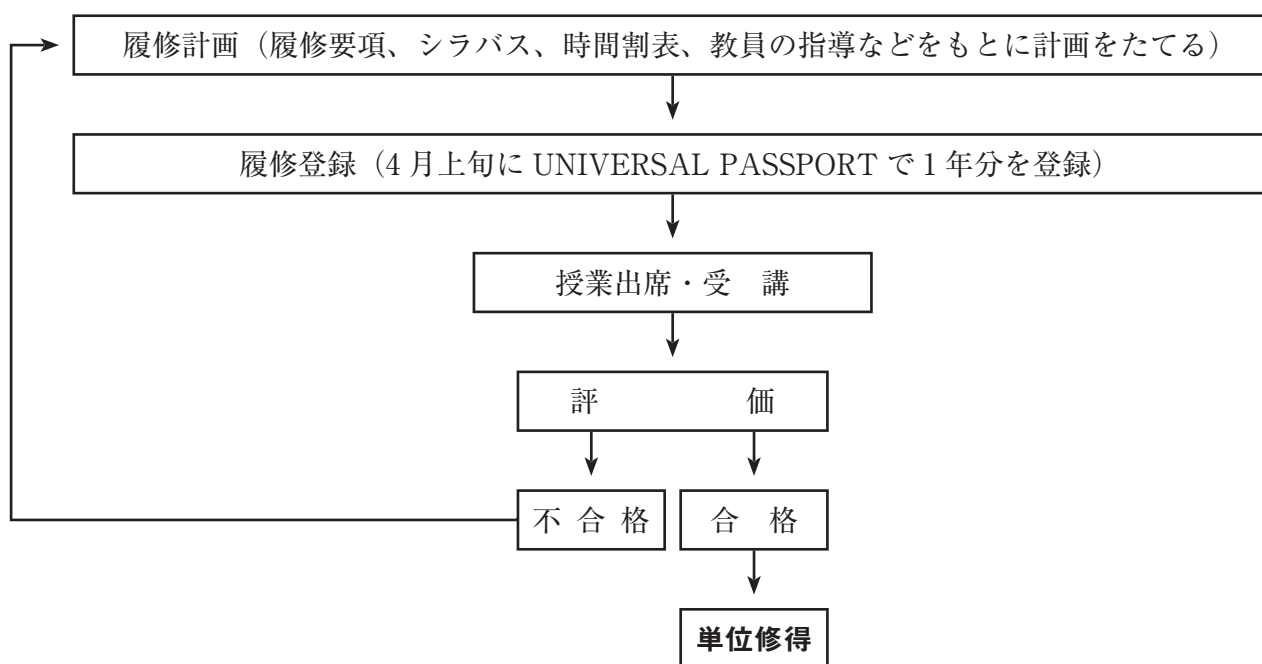 履修計画（履修要項、シラバス、時間割表、教員の指導などをもとに計画をたてる）
履修登録（4月上旬に UNIVERSAL PASSPORT で1年分を登録）
授業出席・受　講
評　価
不 合 格
合　格
単位修得